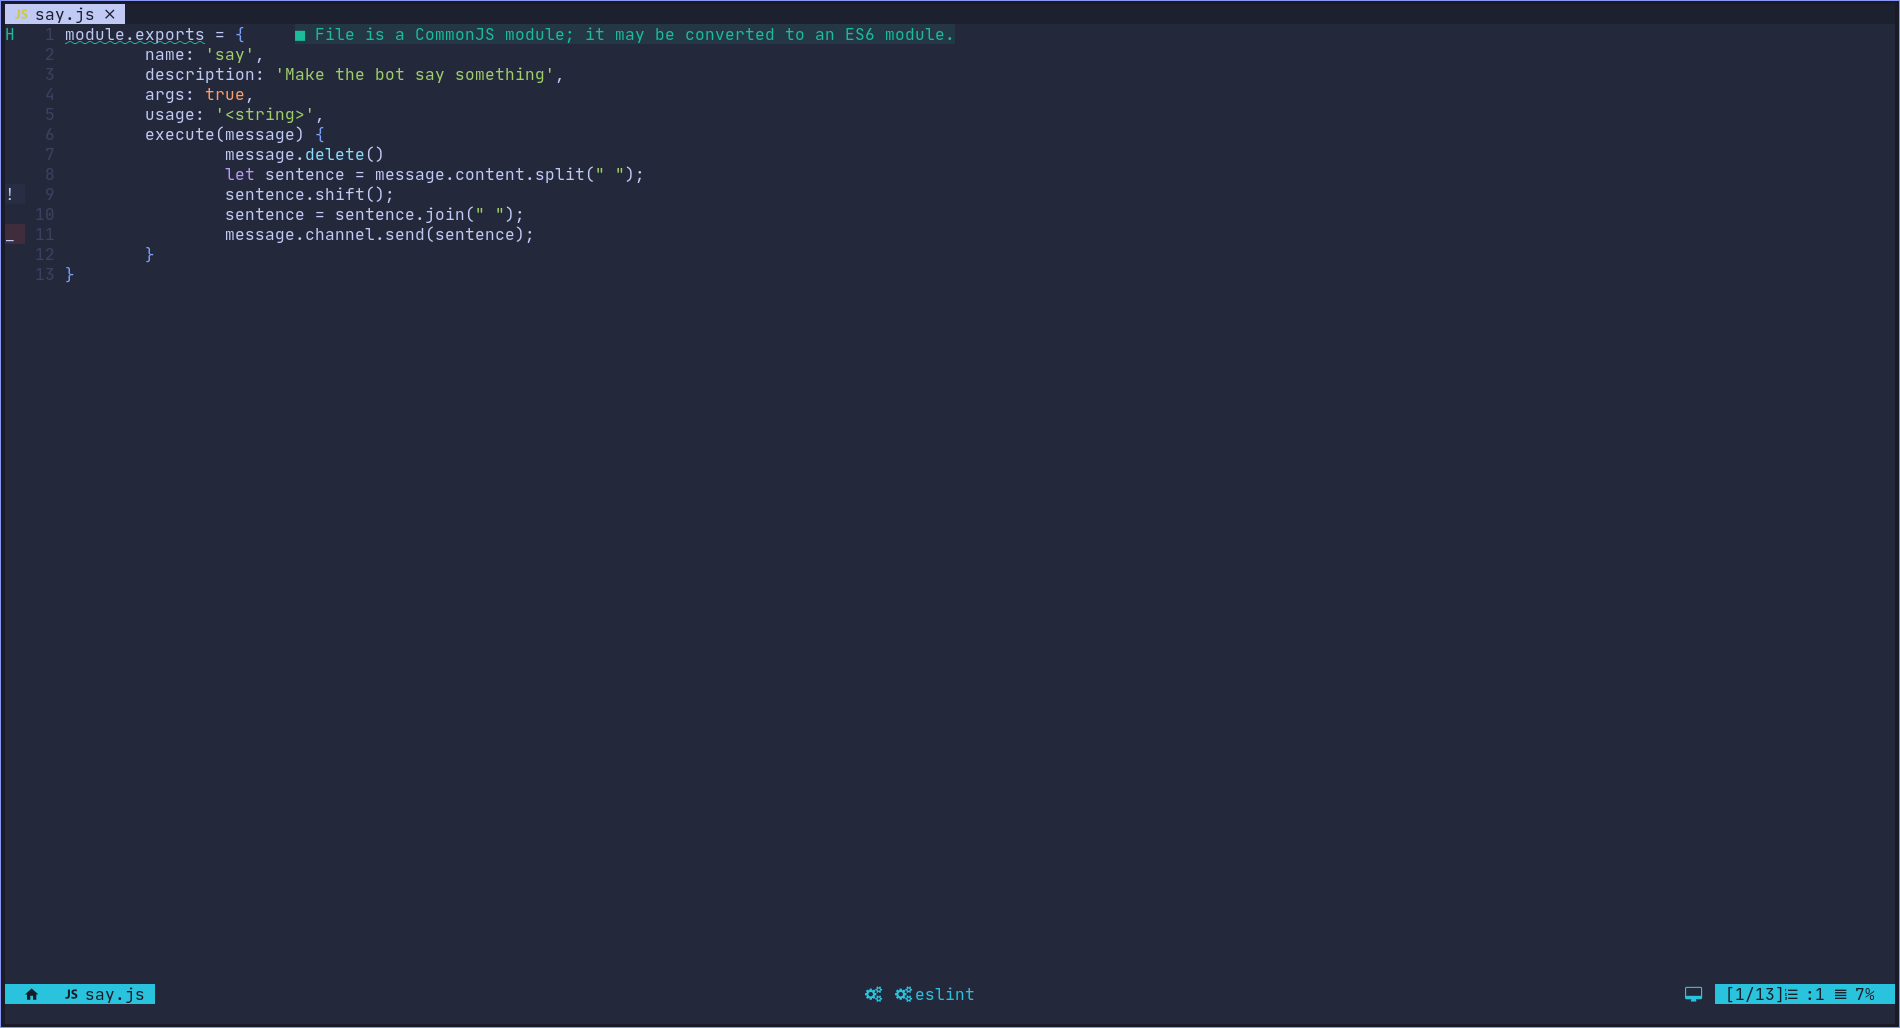 JS say.js ✕
H 1 module.exports = { ■ File is a CommonJS module; it may be converted to an ES6 module.
2 name: 'say',
3 description: 'Make the bot say something',
4 args: true,
5 usage: '<string>',
6 execute(message) {
7 message.delete()
8 let sentence = message.content.split(" ");
! 9 sentence.shift();
10 sentence = sentence.join(" ");
_ 11 message.channel.send(sentence);
12 }
13 }
JS say.js eslint [1/13] :1 7%